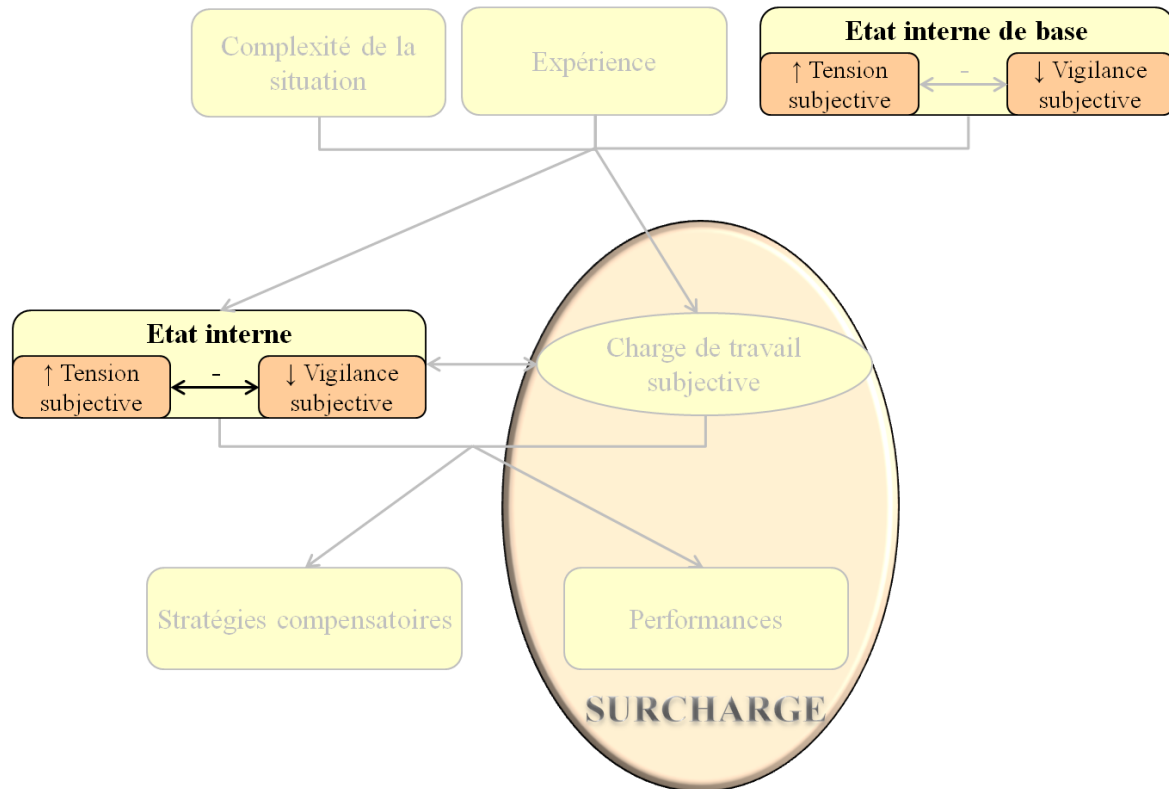 Complexité de la
situation
Expérience
Etat interne de base
↑ Tension
subjective
-
↓ Vigilance
subjective
Etat interne
↑ Tension
subjective
-
↓ Vigilance
subjective
Charge de travail
subjective
Stratégies compensatoires
Performances
SURCHARGE